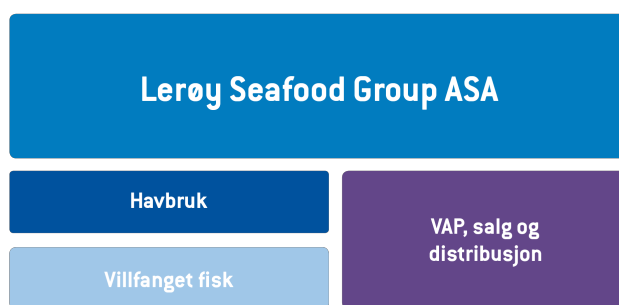 Lerøy Seafood Group ASA
Havbruk
Villfanget fisk
VAP, salg og
distribusjon